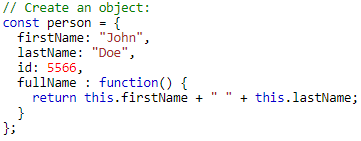 // Create an object:
const person = {
  firstName: "John",
  lastName: "Doe",
  id: 5566,
  fullName : function() {
    return this.firstName + " " + this.lastName;
  }
};